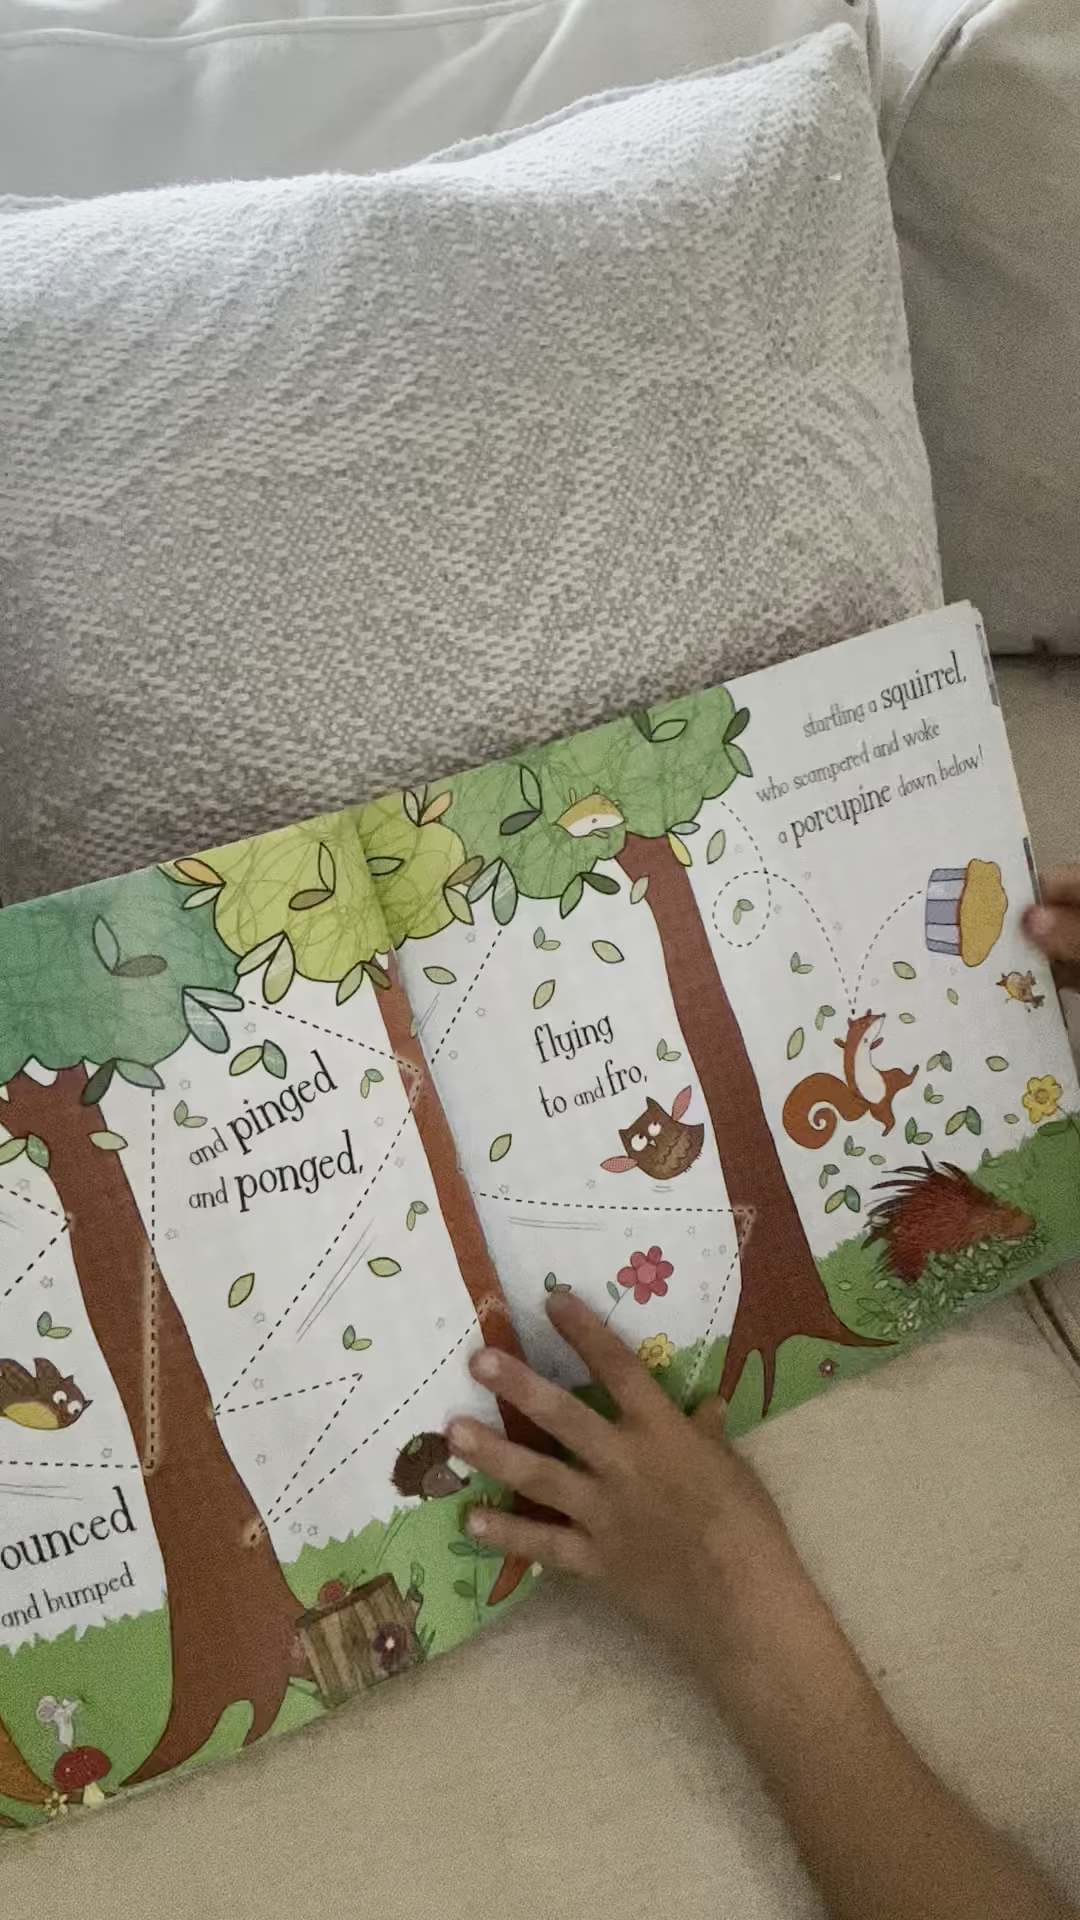 ounced
and bumped
and pinged
and ponged,
flying
to and fro,
startling a squirrel,
who scampered and woke
a porcupine down below!